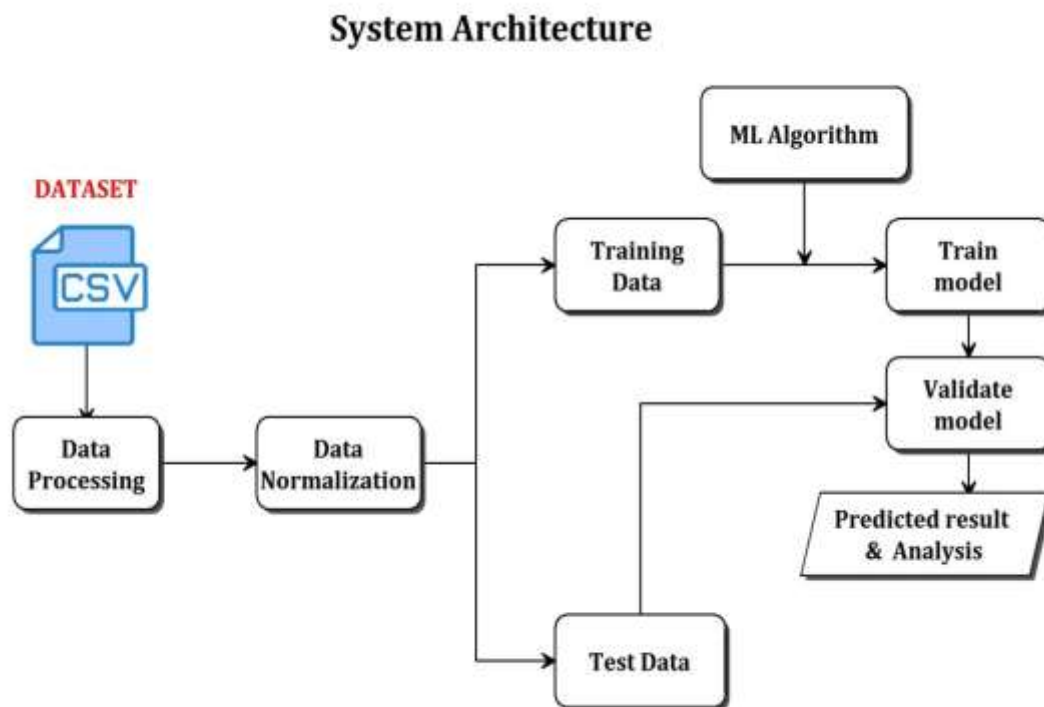 System Architecture
ML Algorithm
DATASET
CSV
Training
Data
Train
model
Data
Processing
Data
Normalization
Validate
model
Predicted result
& Analysis
Test Data